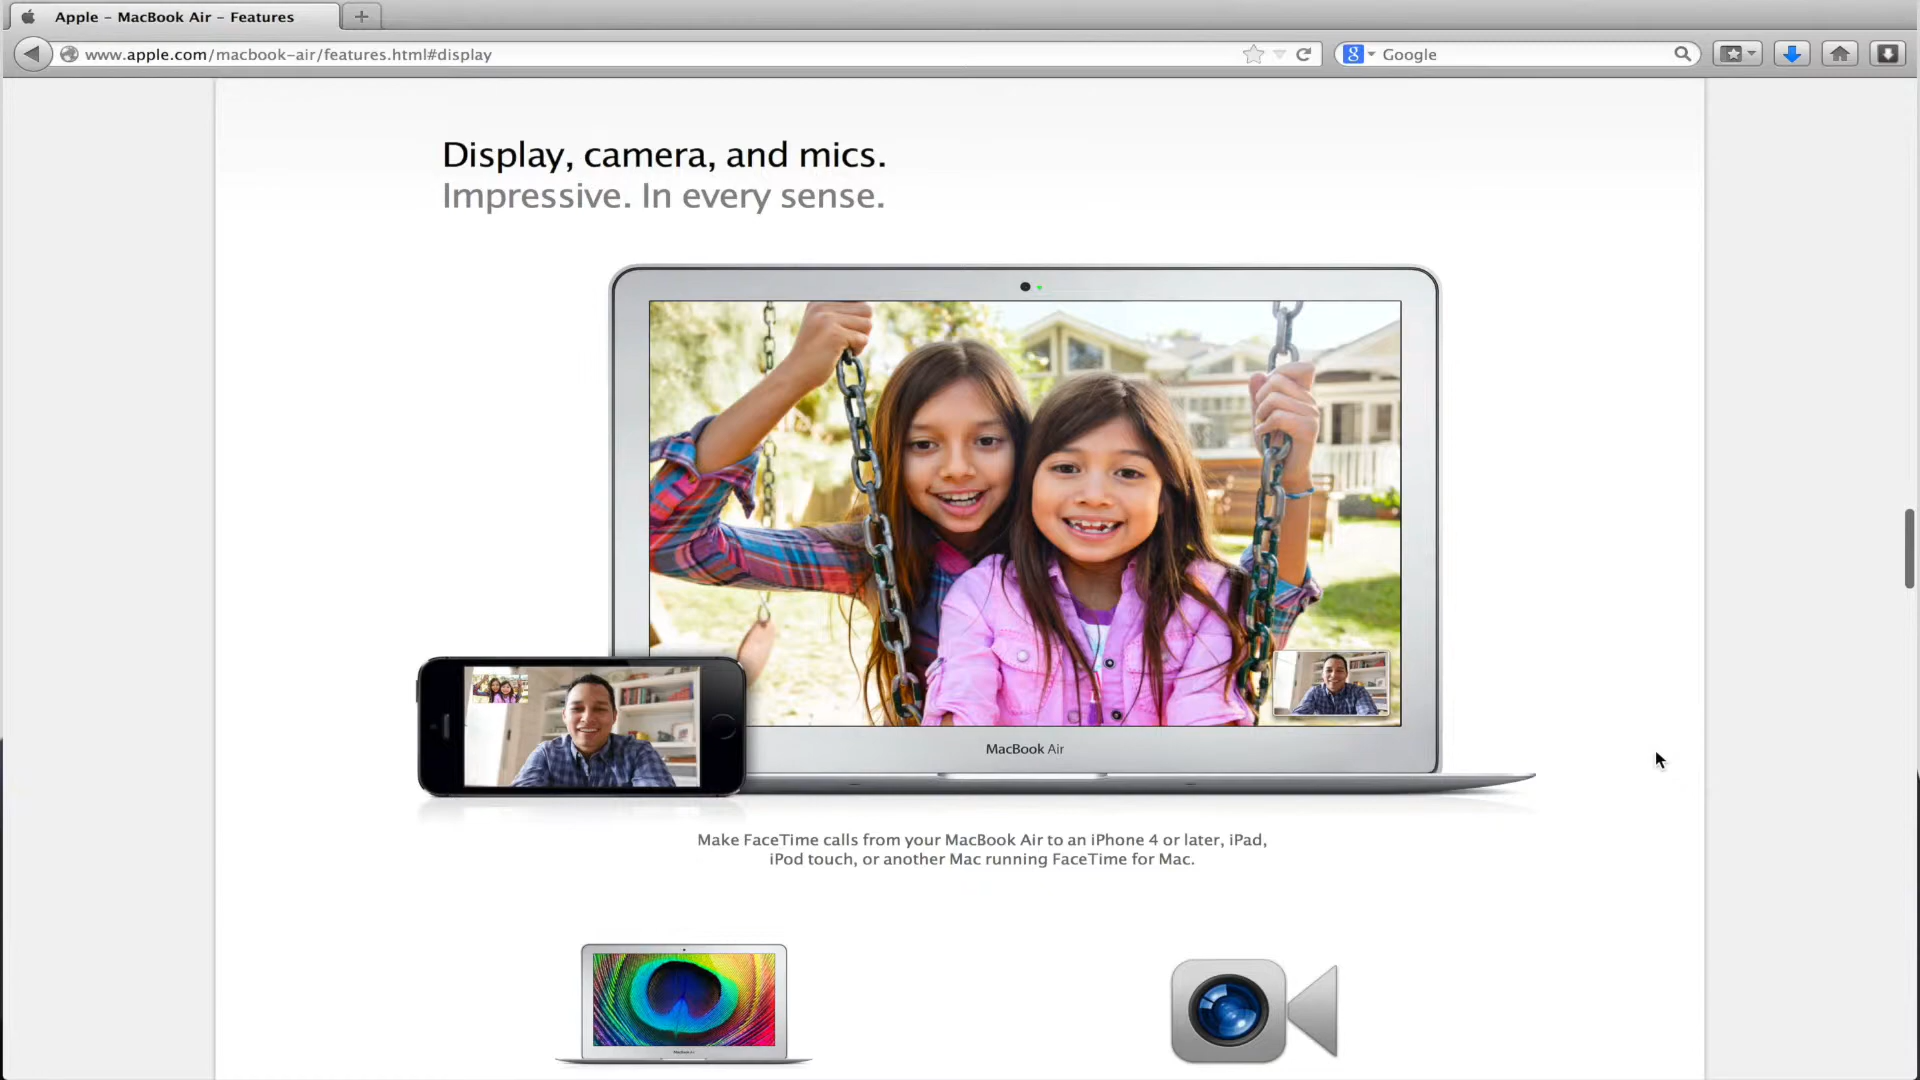 Apple – MacBook Air – Features
www.apple.com/macbook-air/features.html#display
Google
Display, camera, and mics.
Impressive. In every sense.
MacBook Air
Make FaceTime calls from your MacBook Air to an iPhone 4 or later, iPad,
iPod touch, or another Mac running FaceTime for Mac.
MacBook Air